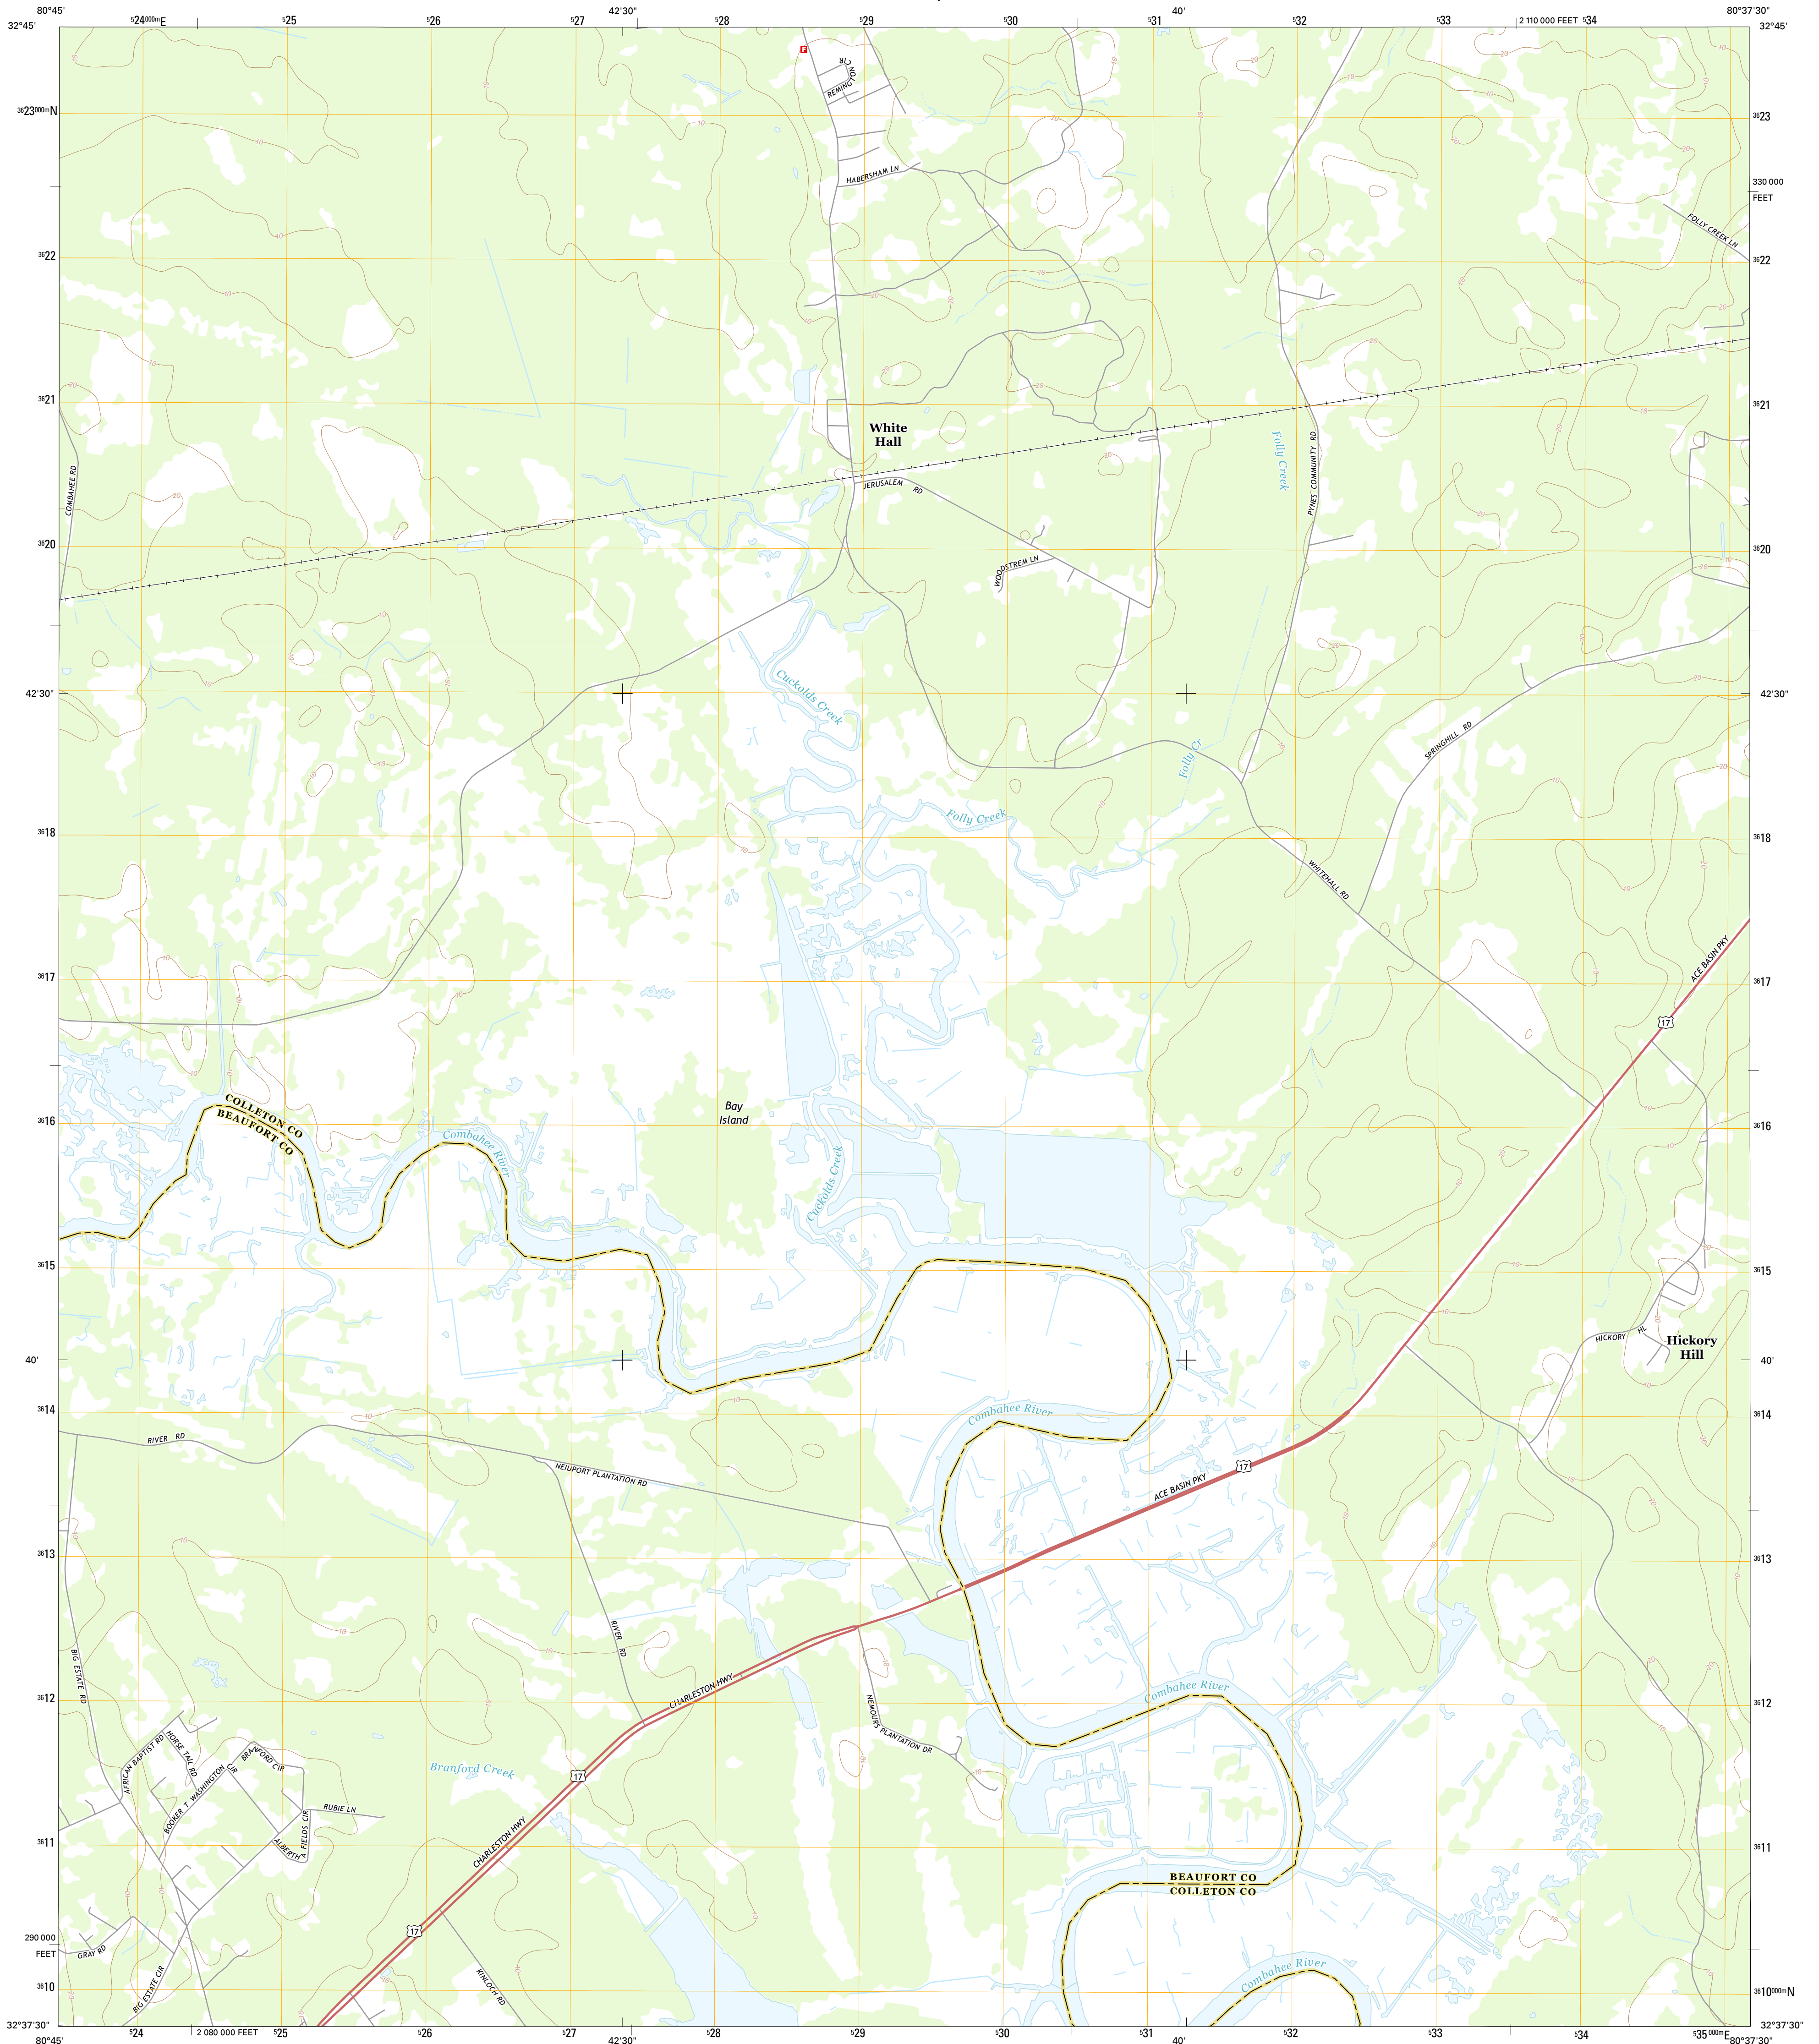 80°45'
⁵24⁰⁰⁰ᵐE
⁵25
⁵26
⁵27
42'30"
⁵28
⁵29
⁵30
⁵31
40'
⁵32
⁵33
2 110 000 FEET
⁵34
80°37'30"
32°45'
32°45'
F
REMINGTON CIR
³⁶23⁰⁰⁰ᵐN
³⁶23
HABERSHAM LN
330 000
FEET
FOLLY CREEK LN
³⁶22
³⁶22
³⁶21
³⁶21
White
Hall
Folly Creek
PYNES COMMUNITY RD
COMBAHEE RD
JERUSALEM RD
³⁶20
³⁶20
WOODSTREM LN
Cuckolds Creek
42'30"
42'30"
SPRINGHILL RD
Folly Cr
Folly Creek
³⁶18
³⁶18
WHITEHALL RD
ACE BASIN PKY
³⁶17
³⁶17
17
COLLETON CO
BEAUFORT CO
Bay
Island
³⁶16
³⁶16
Combahee River
Cuckolds Creek
³⁶15
³⁶15
HICKORY HL
Hickory
Hill
40'
40'
Combahee River
³⁶14
³⁶14
RIVER RD
NEIUPORT PLANTATION RD
17
ACE BASIN PKY
³⁶13
³⁶13
RIVER RD
BIG ESTATE RD
CHARLESTON HWY
Combahee River
³⁶12
³⁶12
NEMOURS PLANTATION DR
AFRICAN BAPTIST RD
HORSE TAIL RD
BRANFORD CIR
BOOKER T WASHINGTON CIR
Branford Creek
17
RUBIE LN
ALBERTHA FIELDS CIR
CHARLESTON HWY
³⁶11
³⁶11
BEAUFORT CO
COLLETON CO
17
290 000
FEET
GRAY RD
BIG ESTATE CIR
KINLOCH RD
Combahee River
³⁶10
³⁶10⁰⁰⁰ᵐN
32°37'30"
32°37'30"
80°45'
⁵24
2 080 000 FEET
⁵25
⁵26
⁵27
42'30"
⁵28
⁵29
⁵30
⁵31
40'
⁵32
⁵33
⁵34
⁵35⁰⁰⁰ᵐE
80°37'30"